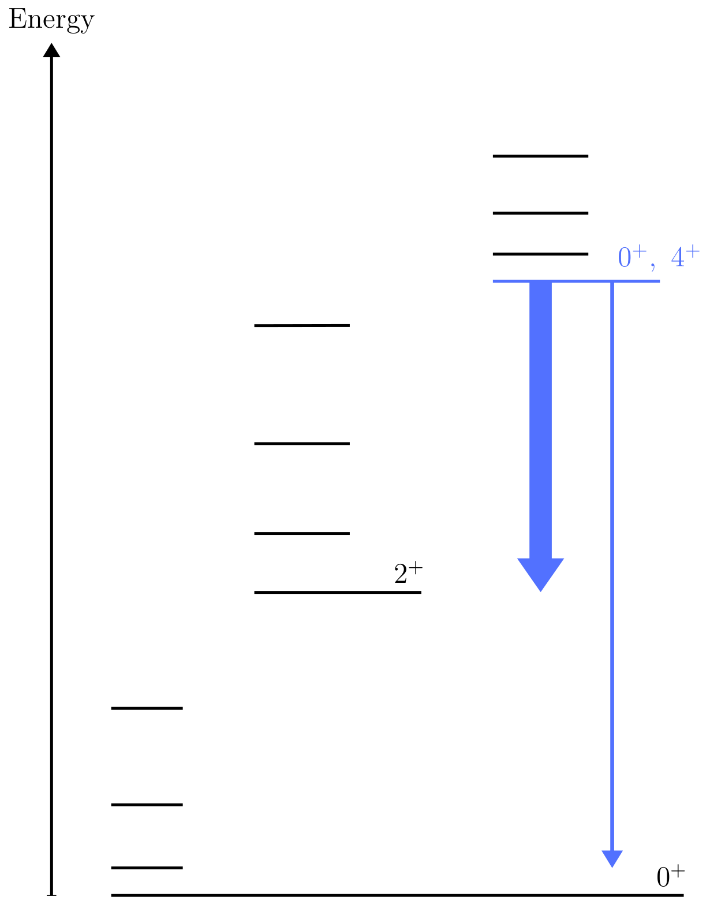 Energy
0⁺, 4⁺
2⁺
0⁺